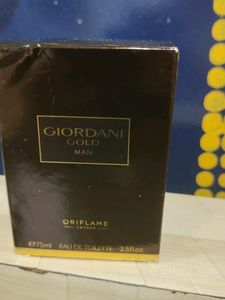 GIORDANI
GOLD
MAN
ORIFLAME
SWEDEN
℮75ml EAU DE TOILETTE 2.5fl.oz.